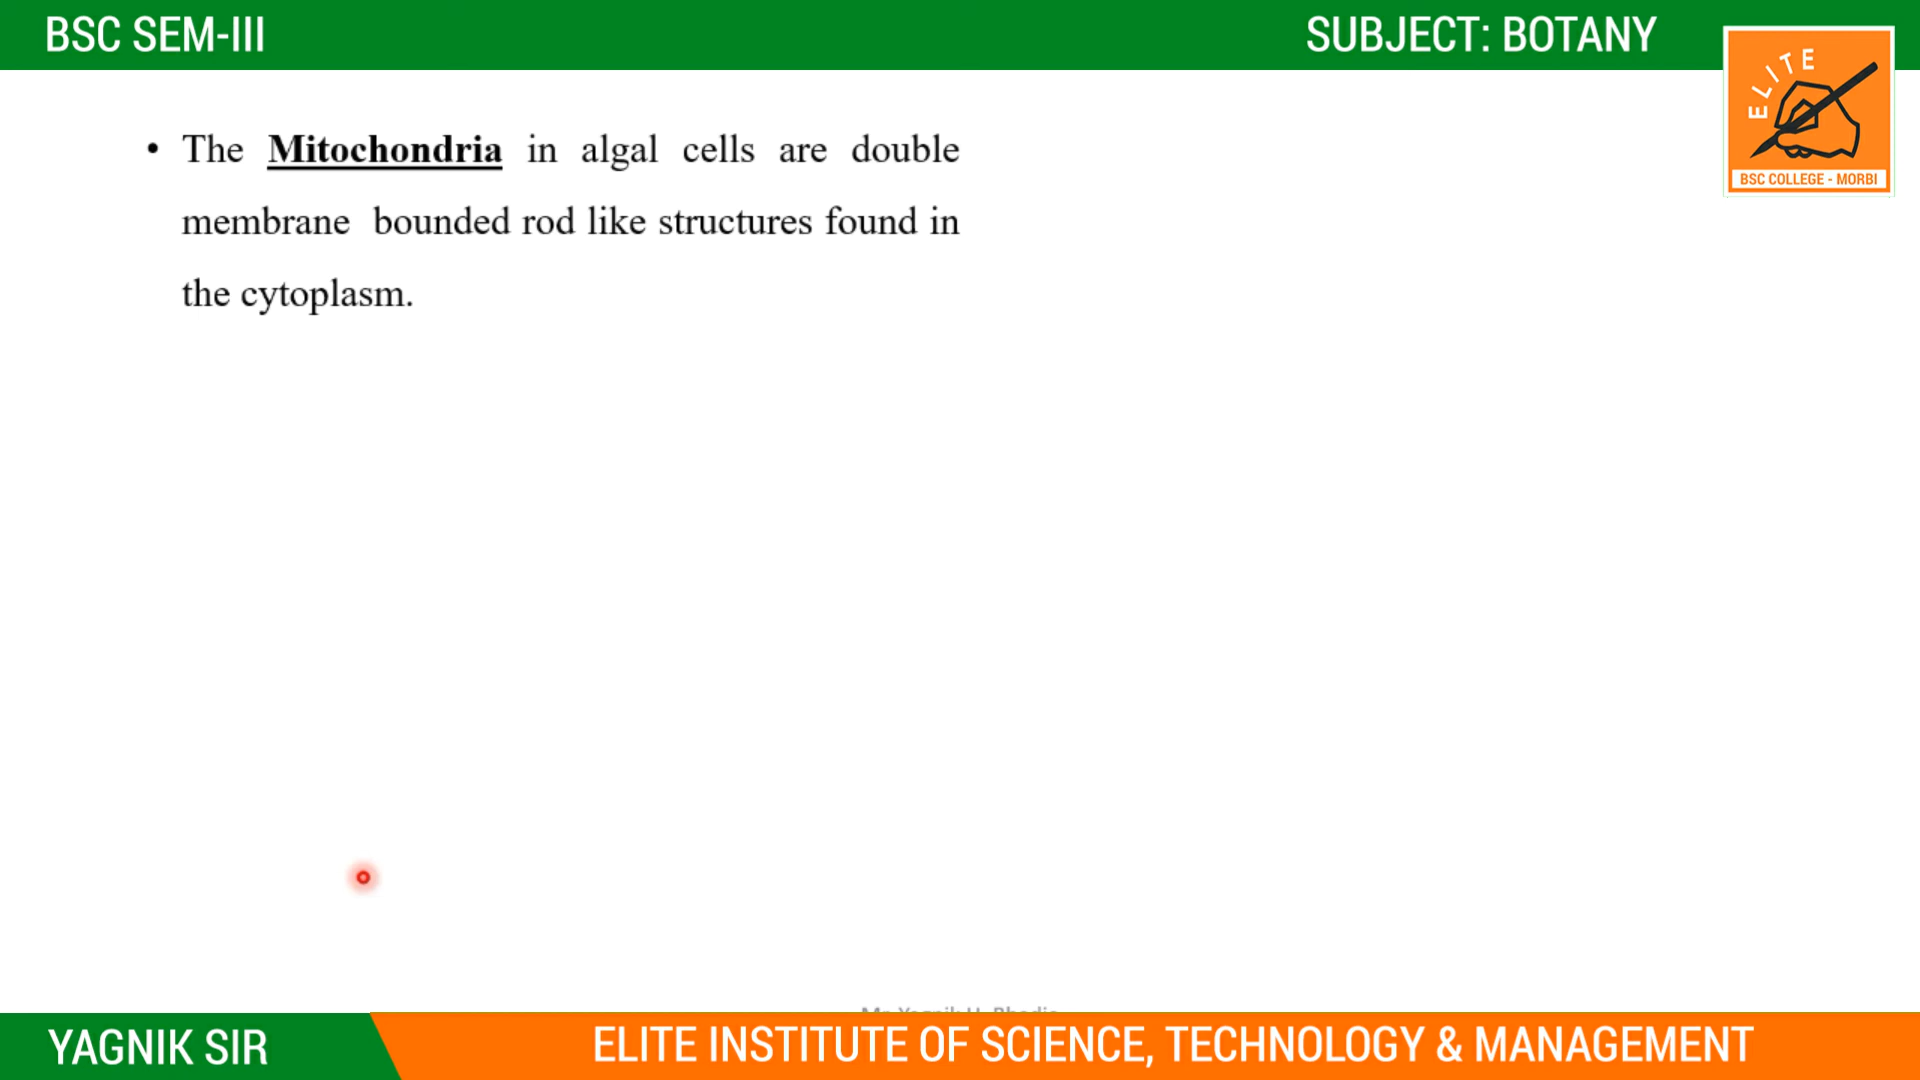 BSC SEM-III
SUBJECT: BOTANY
ELITE
BSC COLLEGE - MORBI
• The Mitochondria in algal cells are double
membrane bounded rod like structures found in
the cytoplasm.
YAGNIK SIR
ELITE INSTITUTE OF SCIENCE, TECHNOLOGY & MANAGEMENT